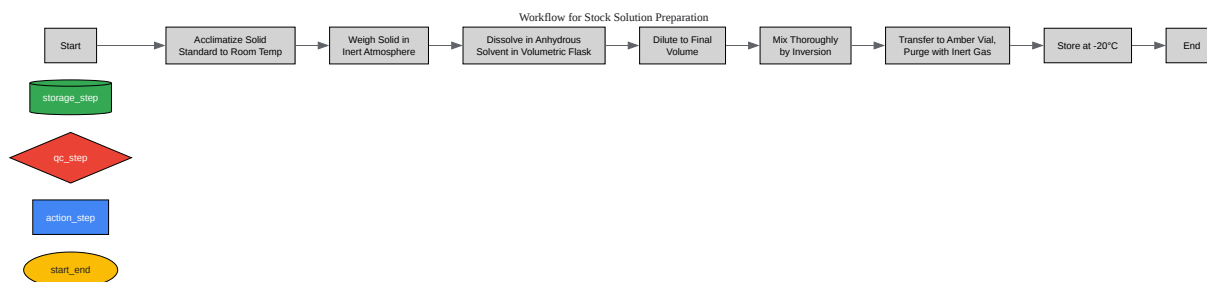 Workflow for Stock Solution Preparation
Start
Acclimatize Solid
Standard to Room Temp
Weigh Solid in
Inert Atmosphere
Dissolve in Anhydrous
Solvent in Volumetric Flask
Dilute to Final
Volume
Mix Thoroughly
by Inversion
Transfer to Amber Vial,
Purge with Inert Gas
Store at -20°C
End
storage_step
qc_step
action_step
start_end